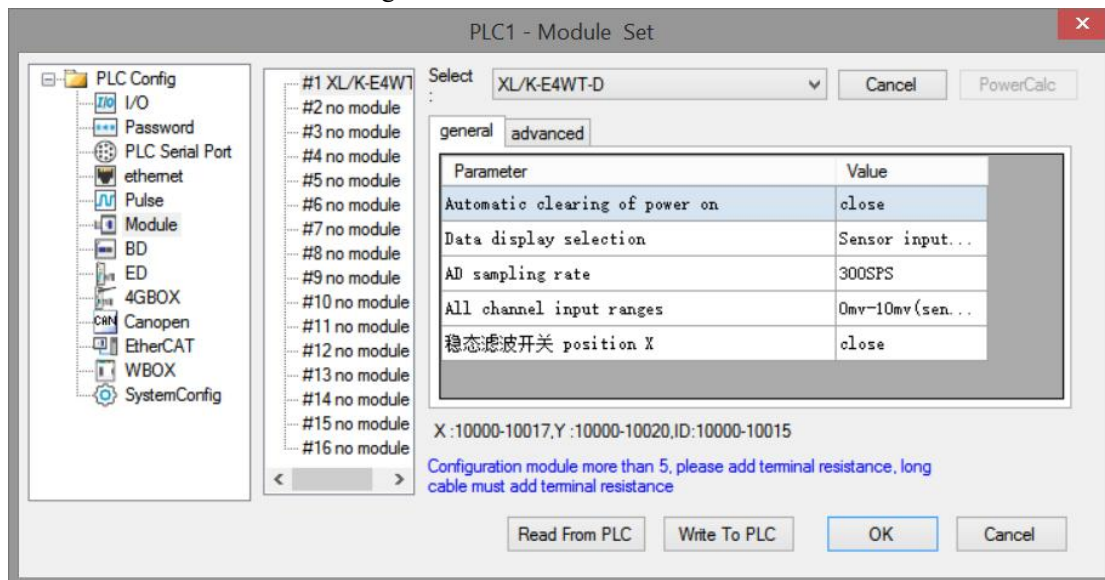 PLC1 - Module Set
PLC Config
I/O
Password
PLC Serial Port
ethernet
Pulse
Module
BD
ED
4GBOX
Canopen
EtherCAT
WBOX
SystemConfig
#1 XL/K-E4WT
#2 no module
#3 no module
#4 no module
#5 no module
#6 no module
#7 no module
#8 no module
#9 no module
#10 no module
#11 no module
#12 no module
#13 no module
#14 no module
#15 no module
#16 no module
Select : XL/K-E4WT-D Cancel PowerCalc
general advanced
Parameter Value
Automatic clearing of power on close
Data display selection Sensor input...
AD sampling rate 300SPS
All channel input ranges 0mv-10mv(sen...
稳态滤波开关 position X close
X :10000-10017,Y :10000-10020,ID:10000-10015
Configuration module more than 5, please add terminal resistance, long
cable must add terminal resistance
Read From PLC Write To PLC OK Cancel